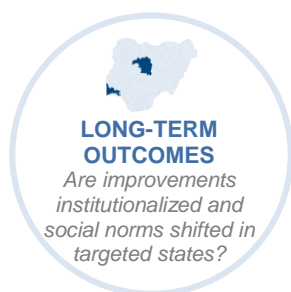 LONG-TERM
OUTCOMES
Are improvements
institutionalized and
social norms shifted in
targeted states?